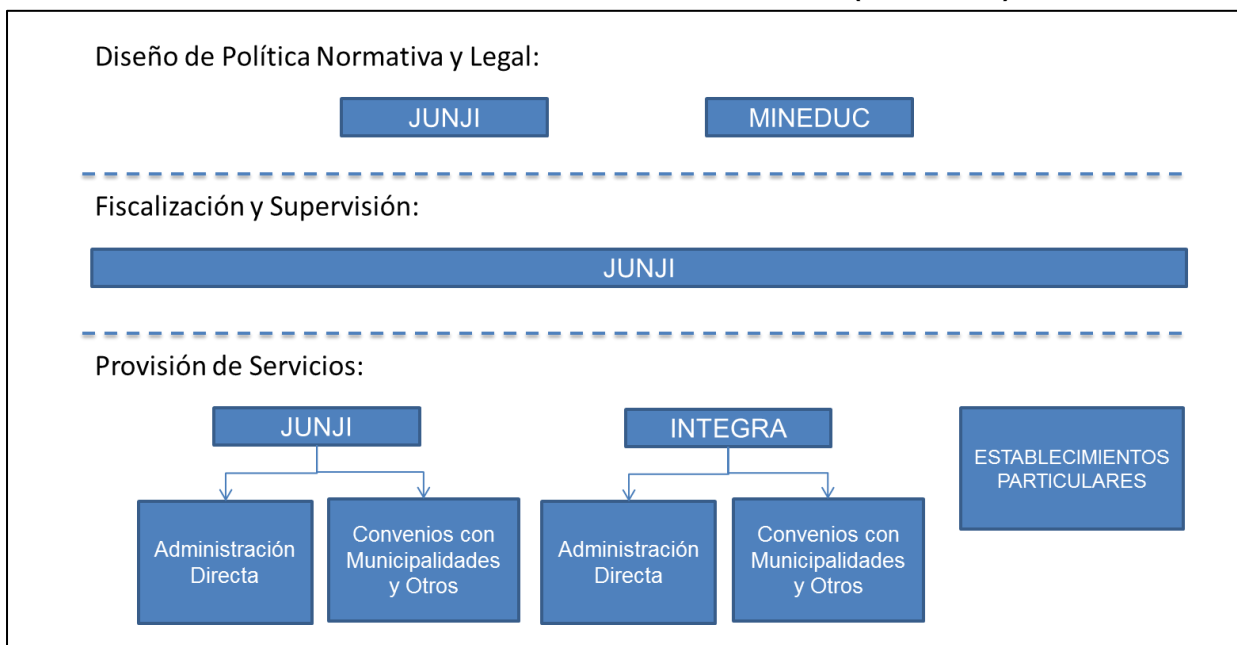 Diseño de Política Normativa y Legal:
JUNJI
MINEDUC
Fiscalización y Supervisión:
JUNJI
Provisión de Servicios:
JUNJI
INTEGRA
ESTABLECIMIENTOS
PARTICULARES
Administración
Directa
Convenios con
Municipalidades
y Otros
Administración
Directa
Convenios con
Municipalidades
y Otros